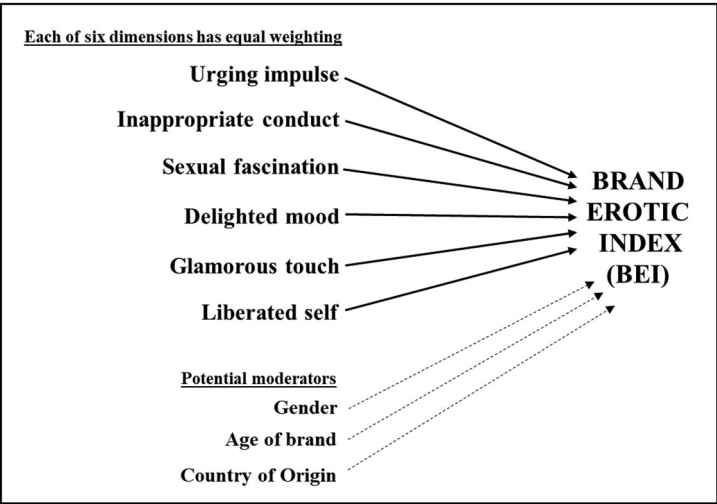 Each of six dimensions has equal weighting
Urging impulse
Inappropriate conduct
Sexual fascination
Delighted mood
Glamorous touch
Liberated self
BRAND
EROTIC
INDEX
(BEI)
Potential moderators
Gender
Age of brand
Country of Origin